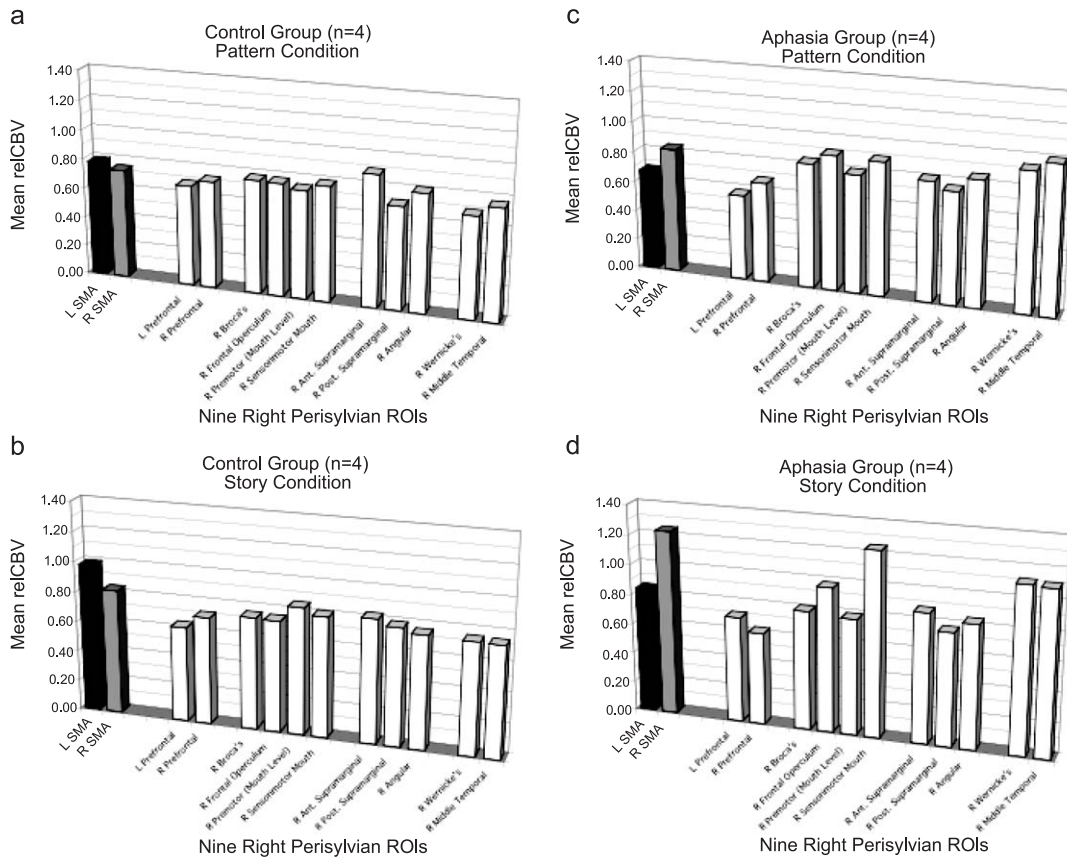 a
Control Group (n=4)
Pattern Condition
Mean relCBV
1.40
1.20
1.00
0.80
0.60
0.40
0.20
0.00
L SMA
R SMA
L Prefrontal
R Prefrontal
R Broca's
R Frontal Operculum
R Premotor (Mouth Level)
R Sensorimotor Mouth
R Ant. Supramarginal
R Post. Supramarginal
R Angular
R Wernicke's
R Middle Temporal
Nine Right Perisylvian ROIs
b
Control Group (n=4)
Story Condition
Mean relCBV
1.40
1.20
1.00
0.80
0.60
0.40
0.20
0.00
L SMA
R SMA
L Prefrontal
R Prefrontal
R Broca's
R Frontal Operculum
R Premotor (Mouth Level)
R Sensorimotor Mouth
R Ant. Supramarginal
R Post. Supramarginal
R Angular
R Wernicke's
R Middle Temporal
Nine Right Perisylvian ROIs
c
Aphasia Group (n=4)
Pattern Condition
Mean relCBV
1.40
1.20
1.00
0.80
0.60
0.40
0.20
0.00
L SMA
R SMA
L Prefrontal
R Prefrontal
R Broca's
R Frontal Operculum
R Premotor (Mouth Level)
R Sensorimotor Mouth
R Ant. Supramarginal
R Post. Supramarginal
R Angular
R Wernicke's
R Middle Temporal
Nine Right Perisylvian ROIs
d
Aphasia Group (n=4)
Story Condition
Mean relCBV
1.40
1.20
1.00
0.80
0.60
0.40
0.20
0.00
L SMA
R SMA
L Prefrontal
R Prefrontal
R Broca's
R Frontal Operculum
R Premotor (Mouth Level)
R Sensorimotor Mouth
R Ant. Supramarginal
R Post. Supramarginal
R Angular
R Wernicke's
R Middle Temporal
Nine Right Perisylvian ROIs